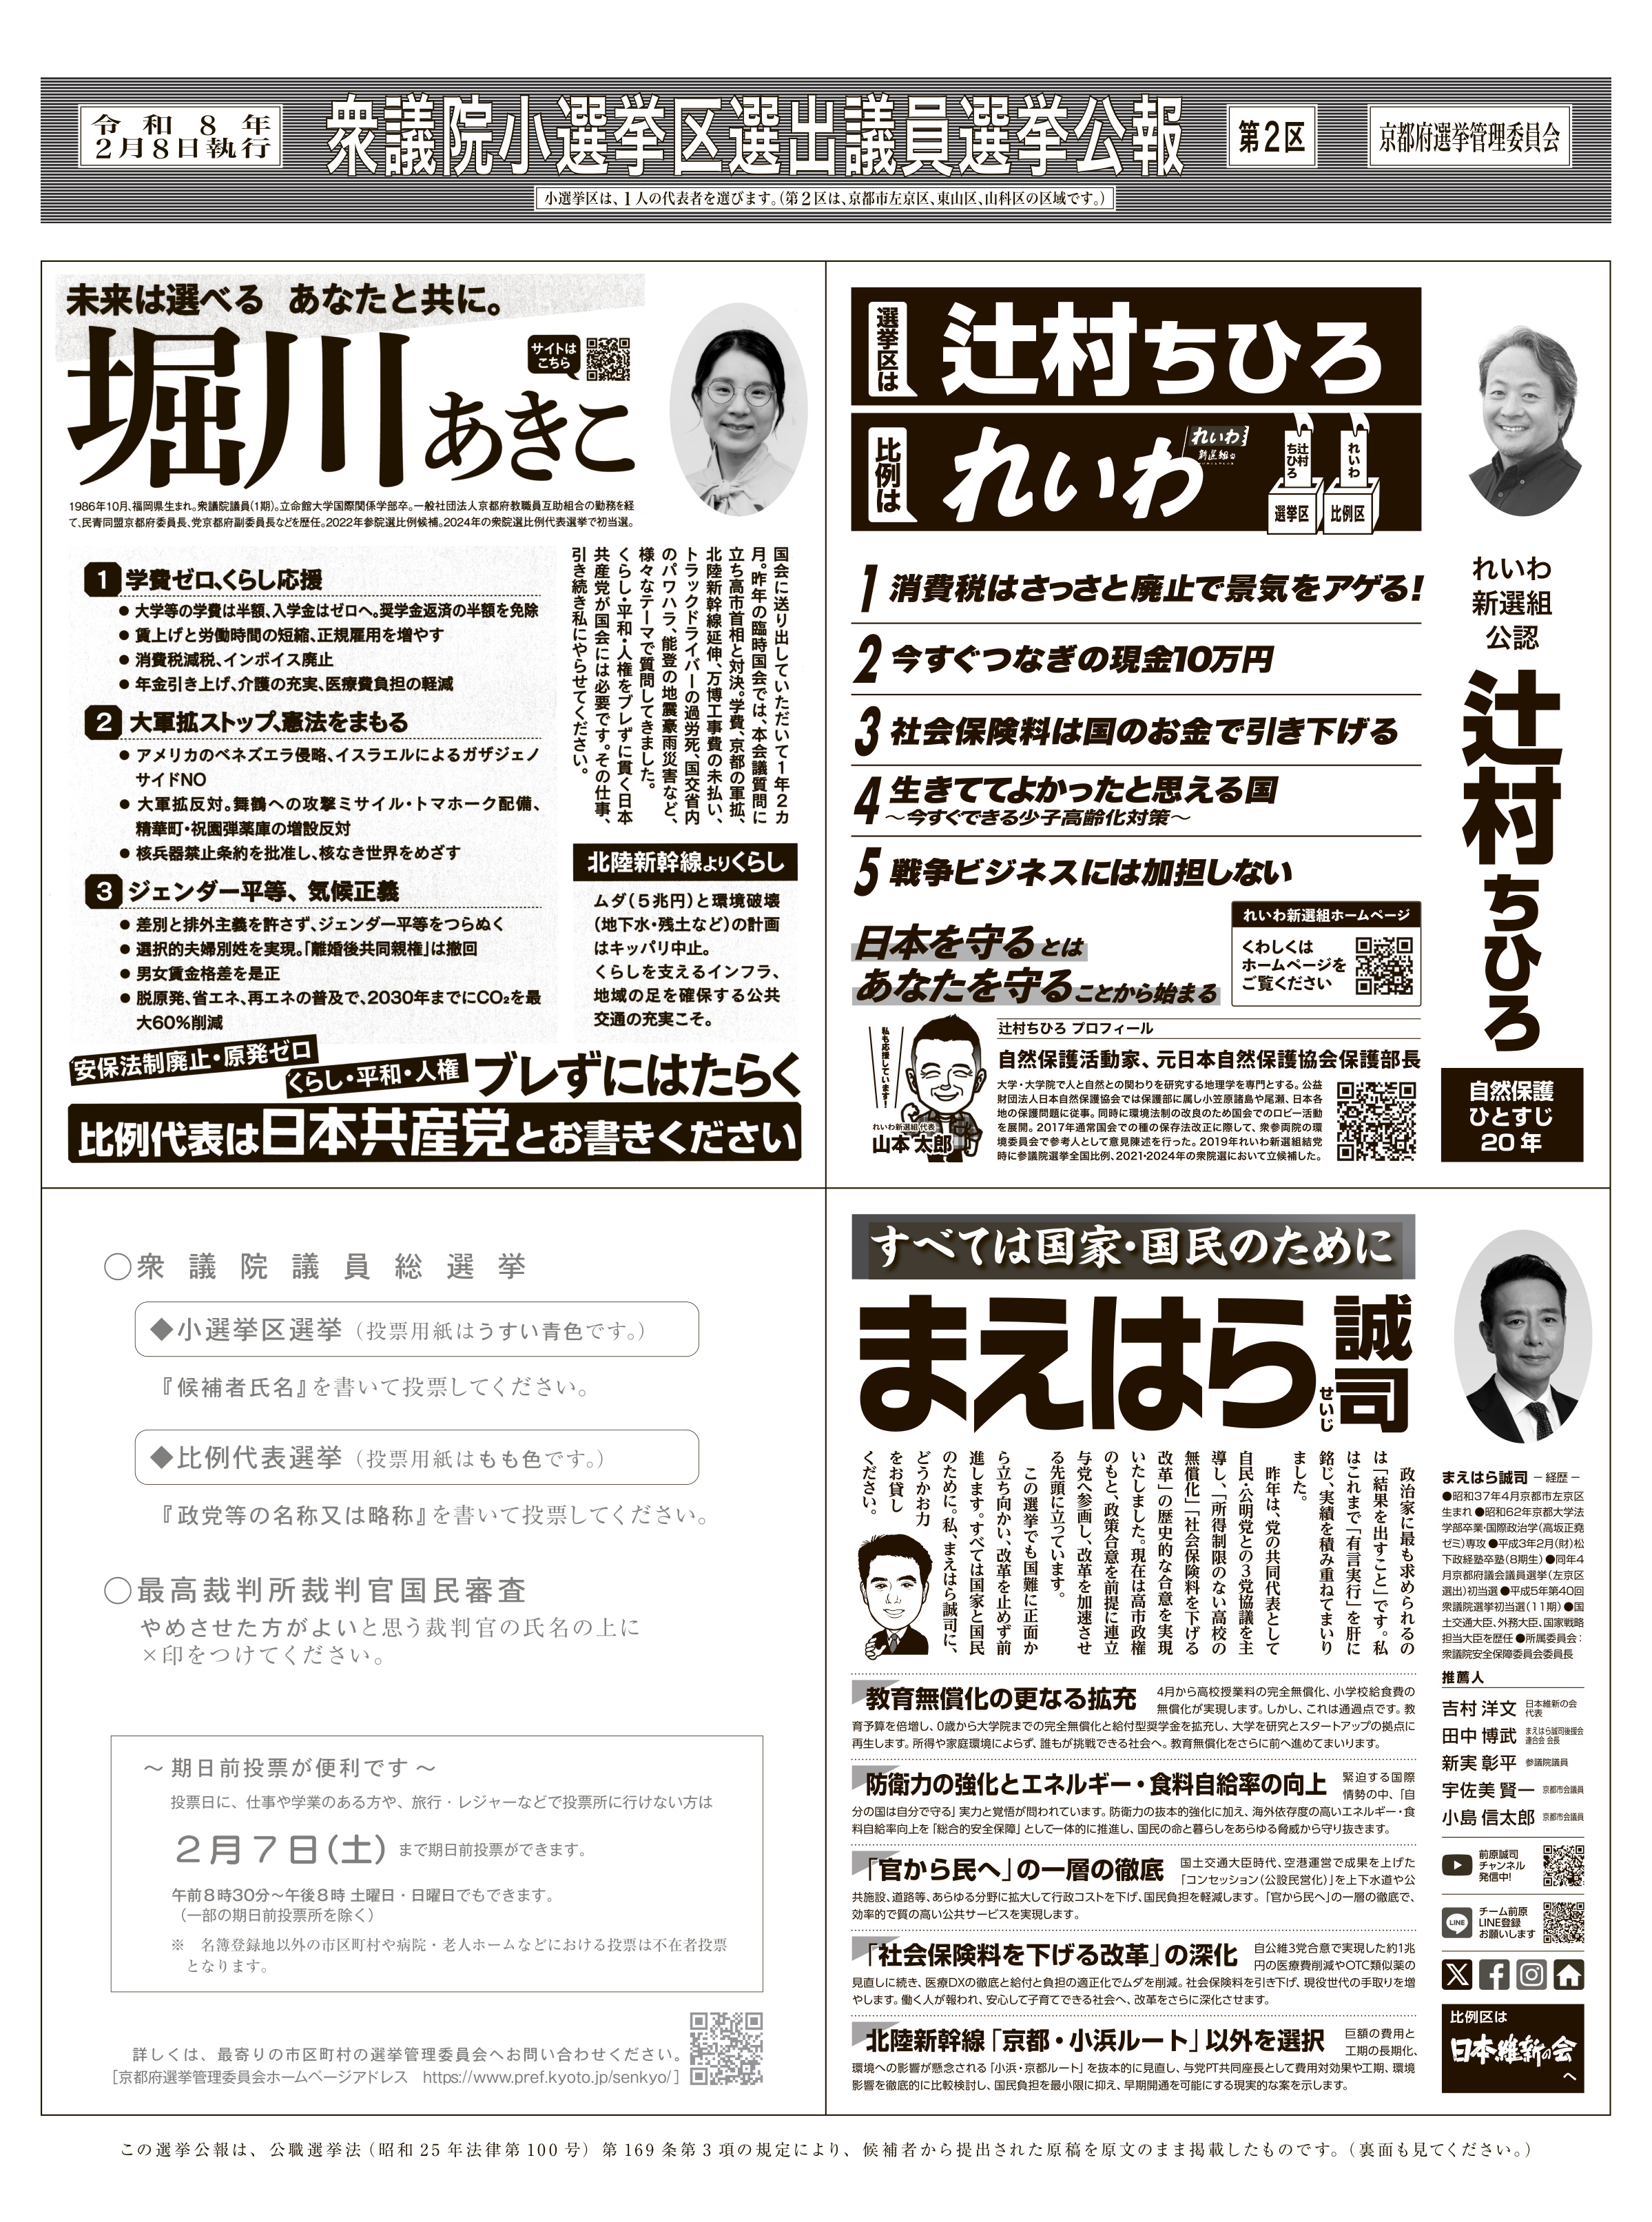 令和8年
2月8日執行
衆議院小選挙区選出議員選挙公報
第2区
京都府選挙管理委員会
小選挙区は、1人の代表者を選びます。(第2区は、京都市左京区、東山区、山科区の区域です。)
未来は選べる あなたと共に。
堀川あきこ
サイトは
こちら
1986年10月、福岡県生まれ。衆議院議員(1期)。立命館大学国際関係学部卒。一般社団法人京都府教職員互助組合の勤務を経
て、民青同盟京都府委員長、党京都府副委員長などを歴任。2022年参院選比例候補。2024年の衆院選比例代表選挙で初当選。
1 学費ゼロ、くらし応援
● 大学等の学費は半額、入学金はゼロへ。奨学金返済の半額を免除
● 賃上げと労働時間の短縮、正規雇用を増やす
● 消費税減税、インボイス廃止
● 年金引き上げ、介護の充実、医療費負担の軽減
2 大軍拡ストップ、憲法をまもる
● アメリカのベネズエラ侵略、イスラエルによるガザジェノ
サイドNO
● 大軍拡反対。舞鶴への攻撃ミサイル・トマホーク配備、
精華町・祝園弾薬庫の増設反対
● 核兵器禁止条約を批准し、核なき世界をめざす
3 ジェンダー平等、気候正義
● 差別と排外主義を許さず、ジェンダー平等をつらぬく
● 選択的夫婦別姓を実現。「離婚後共同親権」は撤回
● 男女賃金格差を是正
● 脱原発、省エネ、再エネの普及で、2030年までにCO₂を最
大60%削減
国会に送り出していただいて1年2カ
月。昨年の臨時国会では、本会議質問に
立ち高市首相と対決。学費、京都の軍拡、
北陸新幹線延伸、万博工事費の未払い、
トラックドライバーの過労死、国交省内
のパワハラ、能登の地震豪雨災害など、
様々なテーマで質問してきました。
くらし・平和・人権をブレずに貫く日本
共産党が国会には必要です。その仕事、
引き続き私にやらせてください。
北陸新幹線よりくらし
ムダ(5兆円)と環境破壊
(地下水・残土など)の計画
はキッパリ中止。
くらしを支えるインフラ、
地域の足を確保する公共
交通の充実こそ。
安保法制廃止・原発ゼロ
くらし・平和・人権
ブレずにはたらく
比例代表は日本共産党とお書きください
選挙区は
辻村ちひろ
比例は
れいわ
れいわ
新選組
辻村ちひろ
れいわ
選挙区
比例区
1 消費税はさっさと廃止で景気をアゲる!
2 今すぐつなぎの現金10万円
3 社会保険料は国のお金で引き下げる
4 生きててよかったと思える国
~今すぐできる少子高齢化対策~
5 戦争ビジネスには加担しない
日本を守るとは
あなたを守ることから始まる
れいわ新選組ホームページ
くわしくは
ホームページを
ご覧ください
私も応援しています!
れいわ新選組 代表
山本太郎
辻村ちひろ プロフィール
自然保護活動家、元日本自然保護協会保護部長
大学・大学院で人と自然との関わりを研究する地理学を専門とする。公益
財団法人日本自然保護協会では保護部に属し小笠原諸島や尾瀬、日本各
地の保護問題に従事。同時に環境法制の改良のため国会でのロビー活動
を展開。2017年通常国会での種の保存法改正に際して、衆参両院の環
境委員会で参考人として意見陳述を行った。2019年れいわ新選組結党
時に参議院選挙全国比例、2021・2024年の衆院選において立候補した。
れいわ
新選組
公認
辻村ちひろ
自然保護
ひとすじ
20年
○衆議院議員総選挙
◆小選挙区選挙(投票用紙はうすい青色です。)
『候補者氏名』を書いて投票してください。
◆比例代表選挙(投票用紙はもも色です。)
『政党等の名称又は略称』を書いて投票してください。
○最高裁判所裁判官国民審査
やめさせた方がよいと思う裁判官の氏名の上に
×印をつけてください。
~期日前投票が便利です~
投票日に、仕事や学業のある方や、旅行・レジャーなどで投票所に行けない方は
2月7日(土)まで期日前投票ができます。
午前8時30分~午後8時 土曜日・日曜日でもできます。
(一部の期日前投票所を除く)
※ 名簿登録地以外の市区町村や病院・老人ホームなどにおける投票は不在者投票
となります。
詳しくは、最寄りの市区町村の選挙管理委員会へお問い合わせください。
[京都府選挙管理委員会ホームページアドレス https://www.pref.kyoto.jp/senkyo/]
すべては国家・国民のために
まえはら誠司
せいじ
政治家に最も求められるの
は「結果を出すこと」です。私
はこれまで「有言実行」を肝に
銘じ、実績を積み重ねてまいり
ました。
昨年は、党の共同代表として
自民・公明党との3党協議を主
導し、「所得制限のない高校の
無償化」「社会保険料を下げる
改革」の歴史的な合意を実現
いたしました。現在は高市政権
のもと、政策合意を前提に連立
与党へ参画し、改革を加速させ
る先頭に立っています。
この選挙でも国難に正面か
ら立ち向かい、改革を止めず前
進します。すべては国家と国民
のために。私、まえはら誠司に、
どうかお力
をお貸し
ください。
教育無償化の更なる拡充
4月から高校授業料の完全無償化、小学校給食費の
無償化が実現します。しかし、これは通過点です。教
育予算を倍増し、0歳から大学院までの完全無償化と給付型奨学金を拡充し、大学を研究とスタートアップの拠点に
再生します。所得や家庭環境によらず、誰もが挑戦できる社会へ。教育無償化をさらに前へ進めてまいります。
防衛力の強化とエネルギー・食料自給率の向上
緊迫する国際
情勢の中、「自
分の国は自分で守る」実力と覚悟が問われています。防衛力の抜本的強化に加え、海外依存度の高いエネルギー・食
料自給率向上を「総合的安全保障」として一体的に推進し、国民の命と暮らしをあらゆる脅威から守り抜きます。
「官から民へ」の一層の徹底
国土交通大臣時代、空港運営で成果を上げた
「コンセッション(公設民営化)」を上下水道や公
共施設、道路等、あらゆる分野に拡大して行政コストを下げ、国民負担を軽減します。「官から民へ」の一層の徹底で、
効率的で質の高い公共サービスを実現します。
「社会保険料を下げる改革」の深化
自公維3党合意で実現した約1兆
円の医療費削減やOTC類似薬の
見直しに続き、医療DXの徹底と給付と負担の適正化でムダを削減。社会保険料を引き下げ、現役世代の手取りを増
やします。働く人が報われ、安心して子育てできる社会へ、改革をさらに深化させます。
北陸新幹線「京都・小浜ルート」以外を選択
巨額の費用と
工期の長期化、
環境への影響が懸念される「小浜・京都ルート」を抜本的に見直し、与党PT共同座長として費用対効果や工期、環境
影響を徹底的に比較検討し、国民負担を最小限に抑え、早期開通を可能にする現実的な案を示します。
まえはら誠司 ー経歴ー
●昭和37年4月京都市左京区
生まれ ●昭和62年京都大学法
学部卒業・国際政治学(高坂正堯
ゼミ)専攻 ●平成3年2月(財)松
下政経塾卒塾(8期生) ●同年4
月京都府議会議員選挙(左京区
選出)初当選 ●平成5年第40回
衆議院選挙初当選(11期) ●国
土交通大臣、外務大臣、国家戦略
担当大臣を歴任 ●所属委員会:
衆議院安全保障委員会委員長
推薦人
吉村 洋文 日本維新の会 代表
田中 博武 まえはら誠司後援会 連合会 会長
新実 彰平 参議院議員
宇佐美 賢一 京都市会議員
小島 信太郎 京都市会議員
前原誠司
チャンネル
発信中!
LINE
チーム前原
LINE登録
お願いします
比例区は
日本維新の会
へ
この選挙公報は、公職選挙法(昭和25年法律第100号)第169条第3項の規定により、候補者から提出された原稿を原文のまま掲載したものです。(裏面も見てください。)